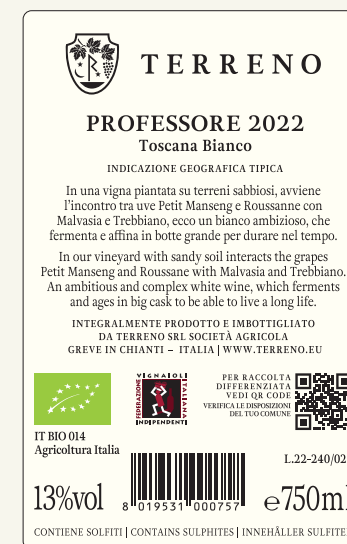 TERRENO
PROFESSORE 2022
Toscana Bianco
INDICAZIONE GEOGRAFICA TIPICA
In una vigna piantata su terreni sabbiosi, avviene
l'incontro tra uve Petit Manseng e Roussanne con
Malvasia e Trebbiano, ecco un bianco ambizioso, che
fermenta e affina in botte grande per durare nel tempo.
In our vineyard with sandy soil interacts the grapes
Petit Manseng and Roussane with Malvasia and Trebbiano.
An ambitious and complex white wine, which ferments
and ages in big cask to be able to live a long life.
INTEGRALMENTE PRODOTTO E IMBOTTIGLIATO
DA TERRENO SRL SOCIETÀ AGRICOLA
GREVE IN CHIANTI – ITALIA | WWW.TERRENO.EU
VIGNAIOLI
FEDERAZIONE
ITALIANA
INDIPENDENTI
PER RACCOLTA
DIFFERENZIATA
VEDI QR CODE
VERIFICA LE DISPOSIZIONI
DEL TUO COMUNE
IT BIO 014
Agricoltura Italia
L.22-240/02
13%vol
8 019531 000757
e750ml
CONTIENE SOLFITI | CONTAINS SULPHITES | INNEHÅLLER SULFITE